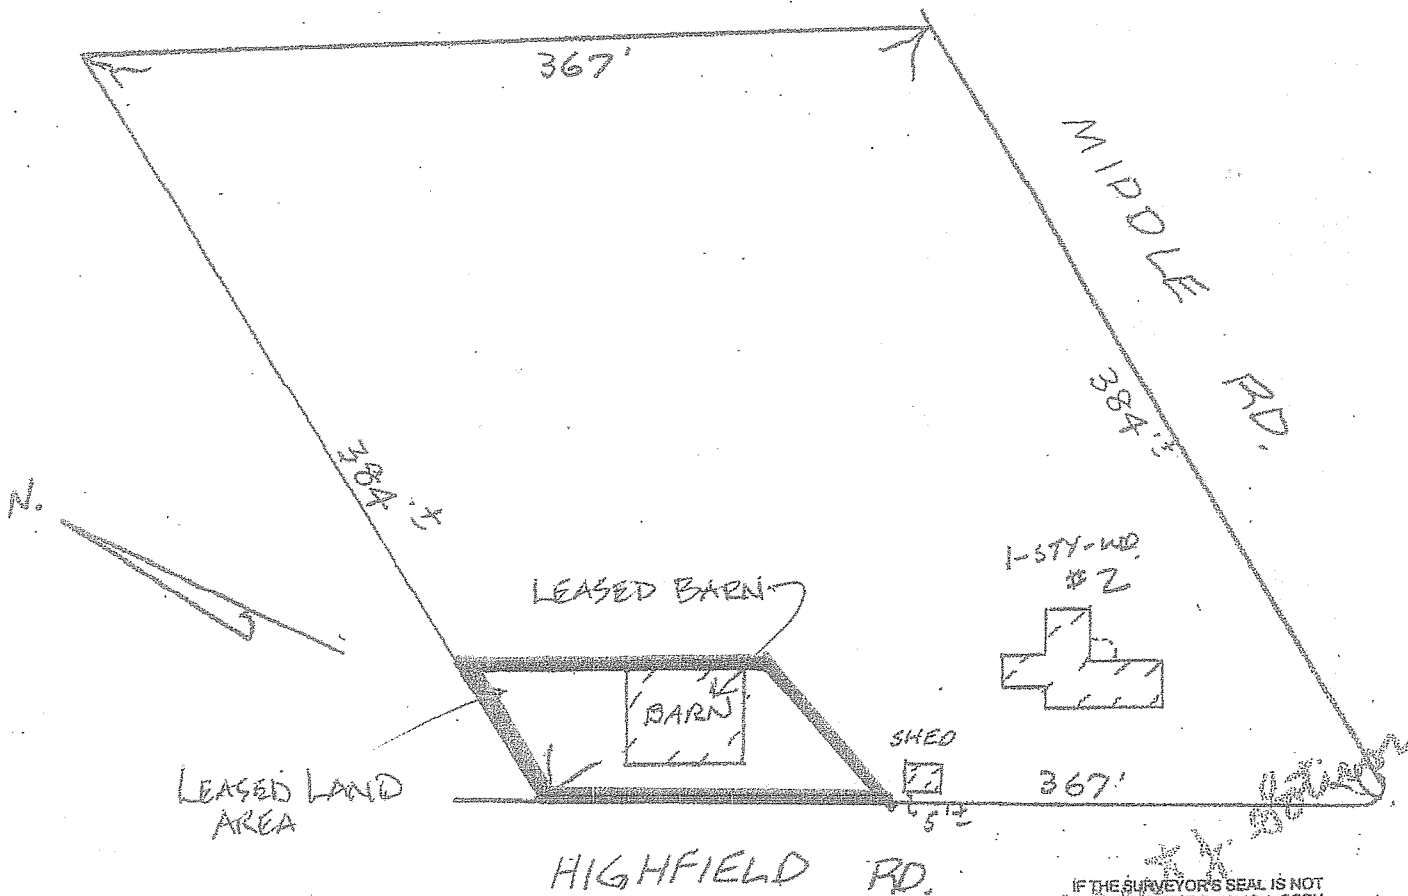 367'
MIDDLE
RD.
384'±
384'±
N.
1-STY-WD.
#2
LEASED BARN
BARN
SHED
367'
LEASED LAND
AREA
5'±
HIGHFIELD RD.
IF THE SURVEYOR'S SEAL IS NOT